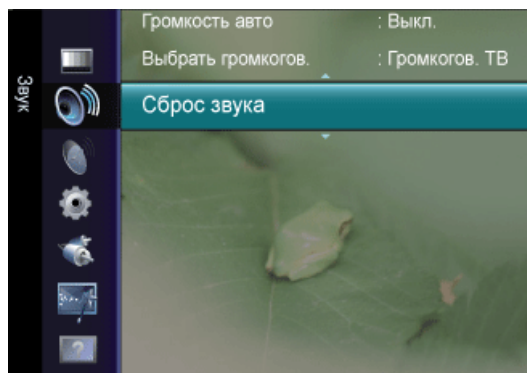 Звук
Громкость авто : Выкл.
Выбрать громкогов. : Громкогов. ТВ
Сброс звука